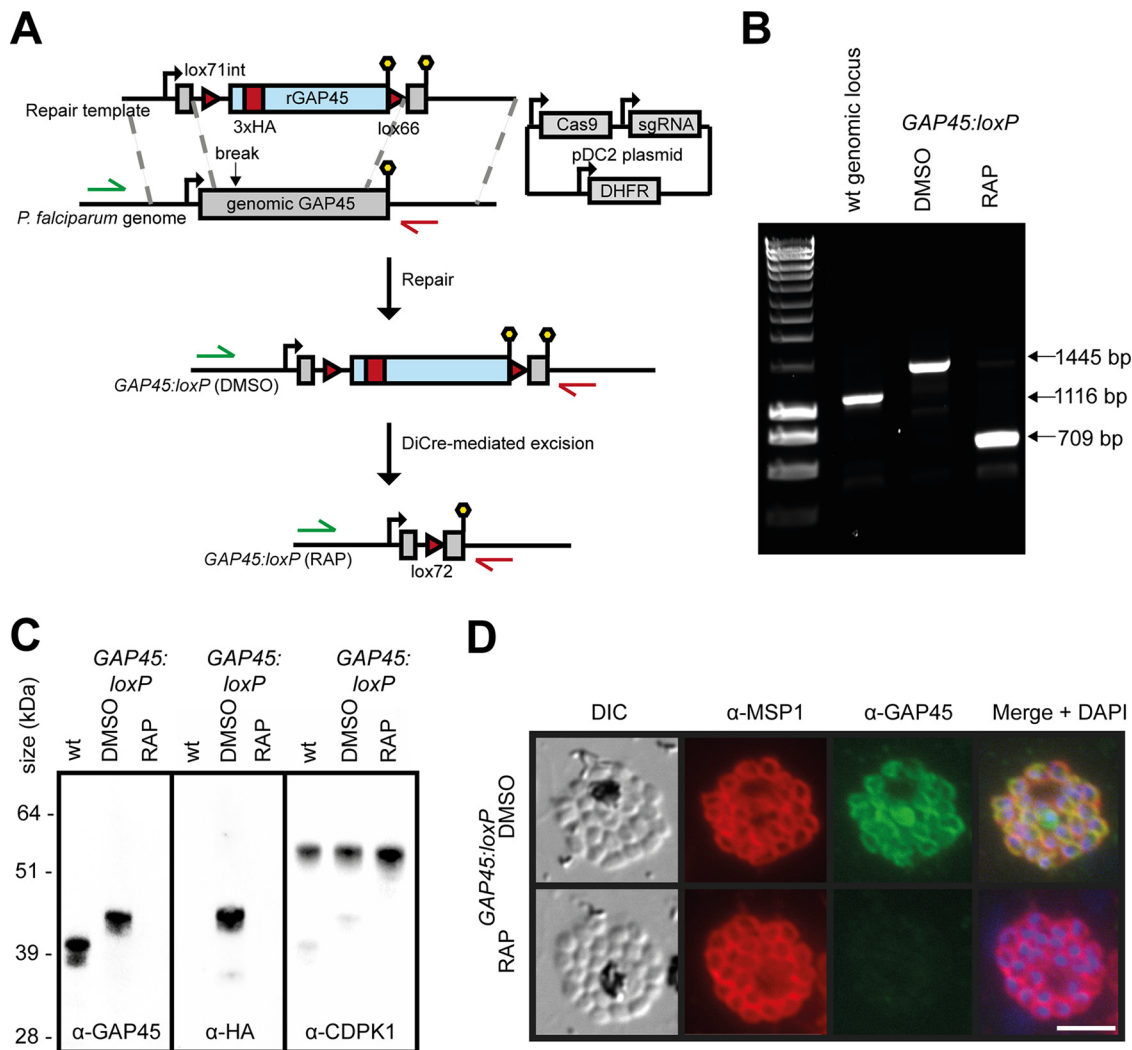 A
lox71int
rGAP45
Repair template
3xHA
lox66
break
genomic GAP45
P. falciparum genome
Cas9
sgRNA
pDC2 plasmid
DHFR
Repair
GAP45:loxP (DMSO)
DiCre-mediated excision
GAP45:loxP (RAP)
lox72
B
wt genomic locus
GAP45:loxP
DMSO
RAP
1445 bp
1116 bp
709 bp
C
size (kDa)
GAP45:
loxP
wt
DMSO
RAP
GAP45:
loxP
wt
DMSO
RAP
GAP45:
loxP
wt
DMSO
RAP
64 -
51 -
39 -
28 -
α-GAP45
α-HA
α-CDPK1
D
DIC
α-MSP1
α-GAP45
Merge + DAPI
GAP45:loxP
DMSO
RAP